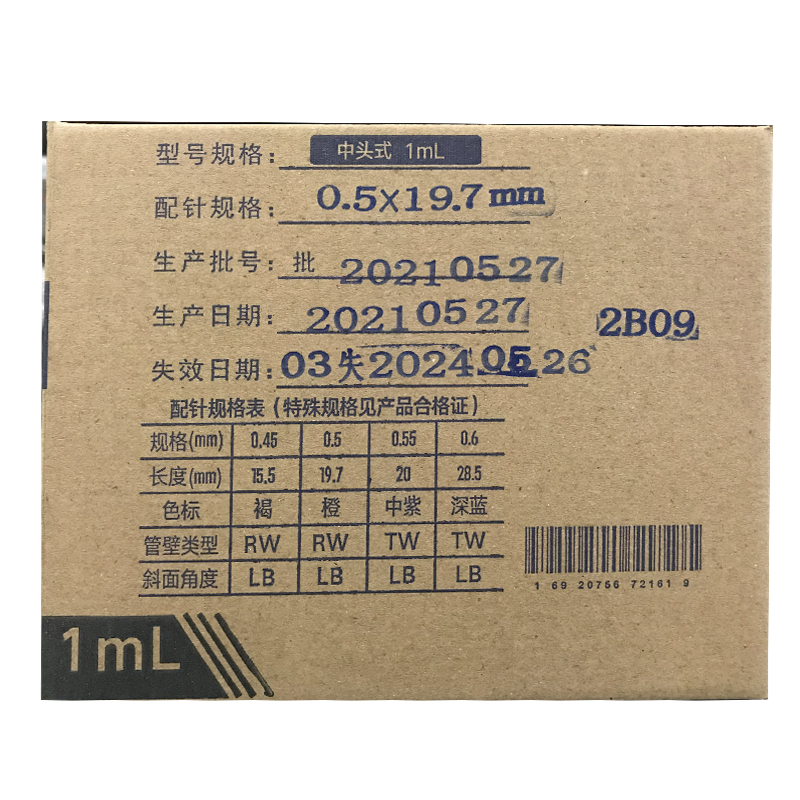 型号规格: 中头式 1mL
配针规格: 0.5×19.7mm
生产批号: 批 20210527
生产日期: 20210527
2B09
失效日期: 03失20240526
配针规格表(特殊规格见产品合格证)
规格(mm) 0.45 0.5 0.55 0.6
长度(mm) 15.5 19.7 20 28.5
色标 褐 橙 中紫 深蓝
管壁类型 RW RW TW TW
斜面角度 LB LB LB LB
1 69 20756 72161 9
1mL